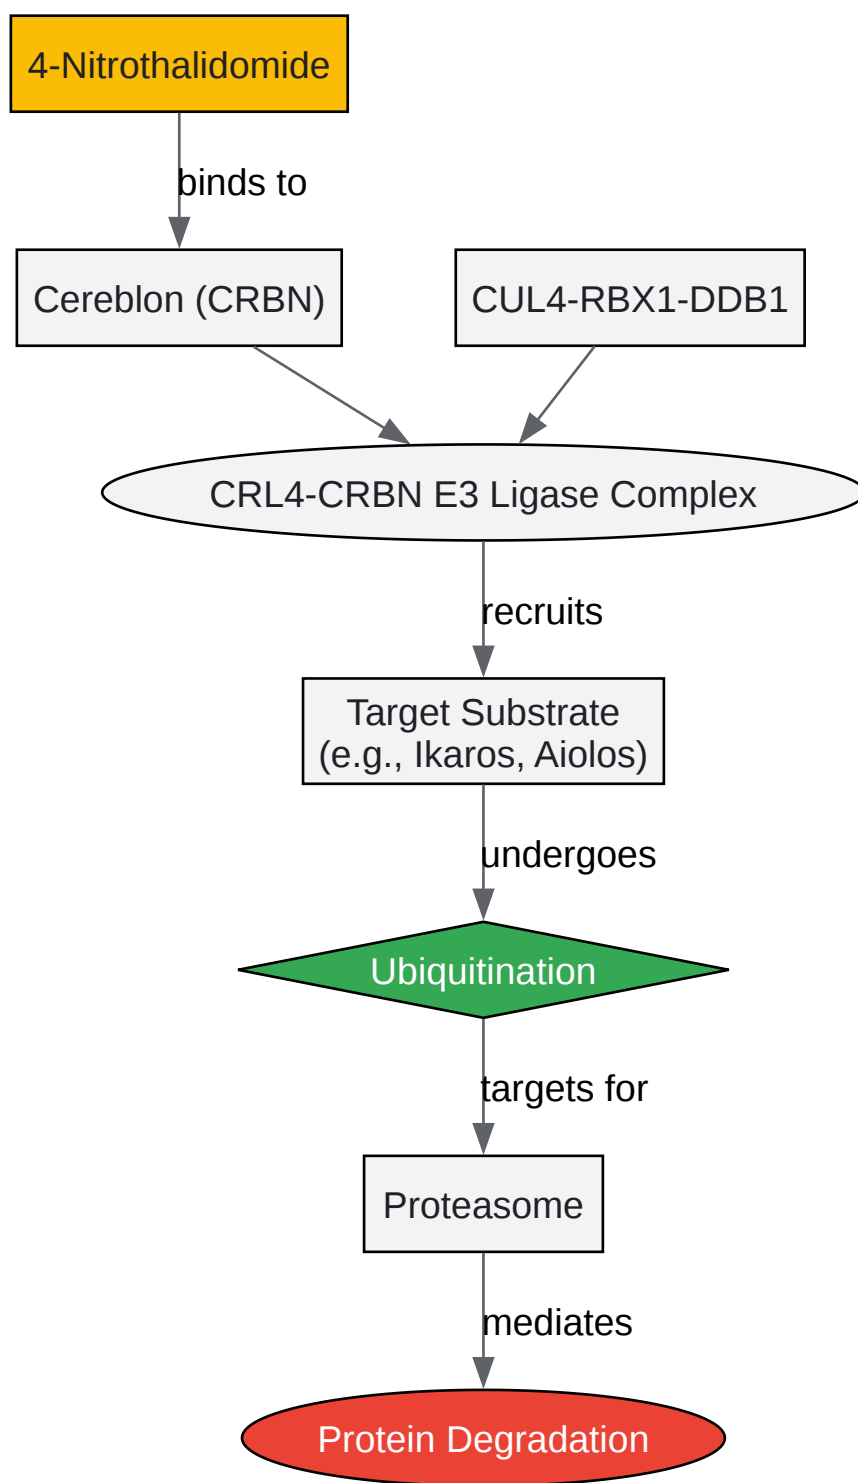 4-Nitrothalidomide
binds to
Cereblon (CRBN)
CUL4-RBX1-DDB1
CRL4-CRBN E3 Ligase Complex
recruits
Target Substrate
(e.g., Ikaros, Aiolos)
undergoes
Ubiquitination
targets for
Proteasome
mediates
Protein Degradation